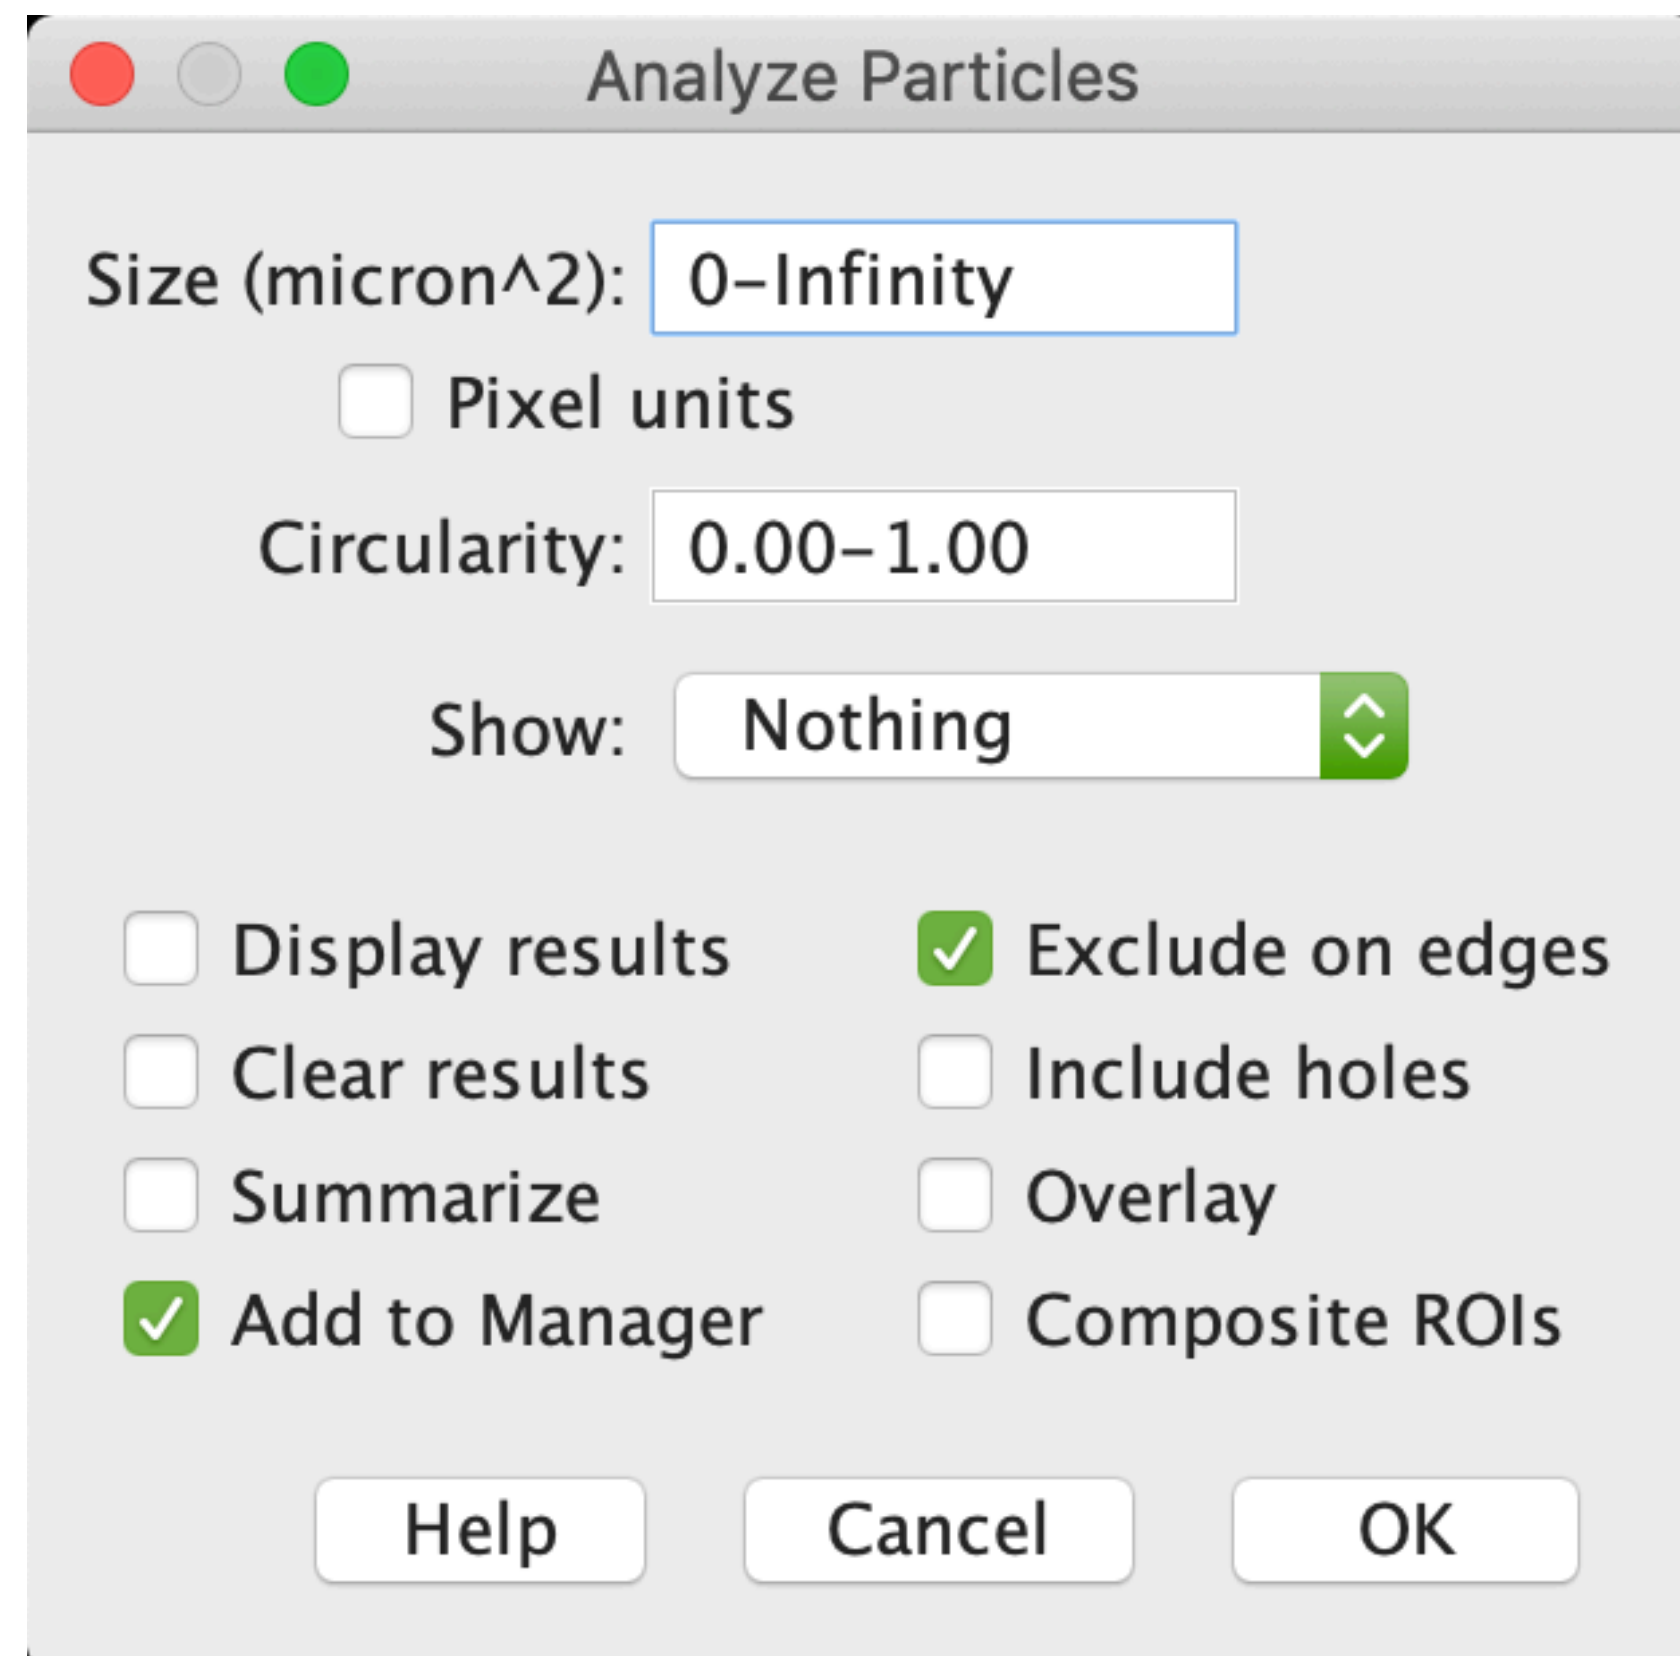 Analyze Particles
Size (micron^2): 0-Infinity
Pixel units
Circularity: 0.00-1.00
Show: Nothing
Display results Exclude on edges
Clear results Include holes
Summarize Overlay
Add to Manager Composite ROIs
Help Cancel OK